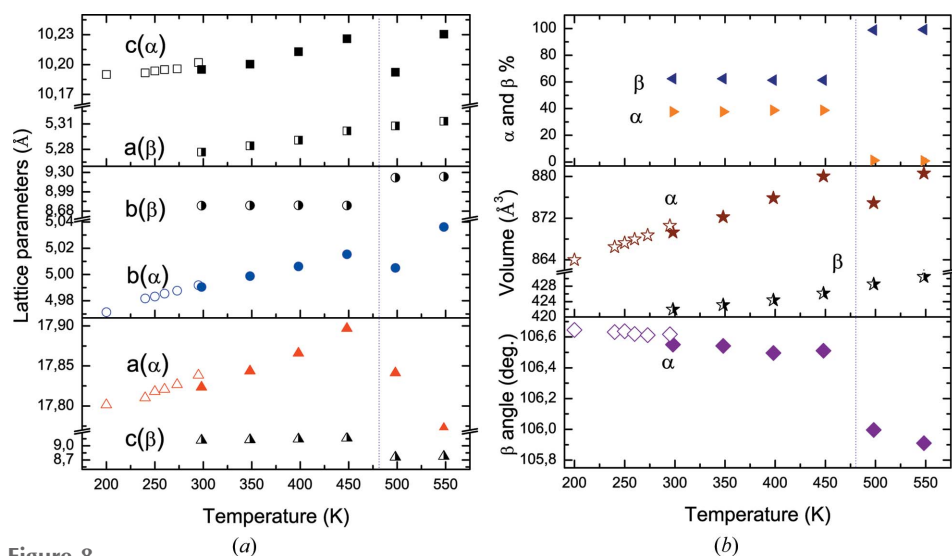 10,23
c(α)
10,20
10,17
5,31
5,28
a(β)
9,30
8,99
8,68
b(β)
5,04
5,02
5,00
4,98
b(α)
17,90
17,85
17,80
a(α)
9,0
8,7
c(β)
Lattice parameters (Å)
200 250 300 350 400 450 500 550
Temperature (K)
(a)
100
80
60
40
20
0
β
α
α and β %
880
872
864
428
424
420
α
β
Volume (Å³)
106,6
106,4
106,2
106,0
105,8
α
β angle (deg.)
200 250 300 350 400 450 500 550
Temperature (K)
(b)
Figure 8